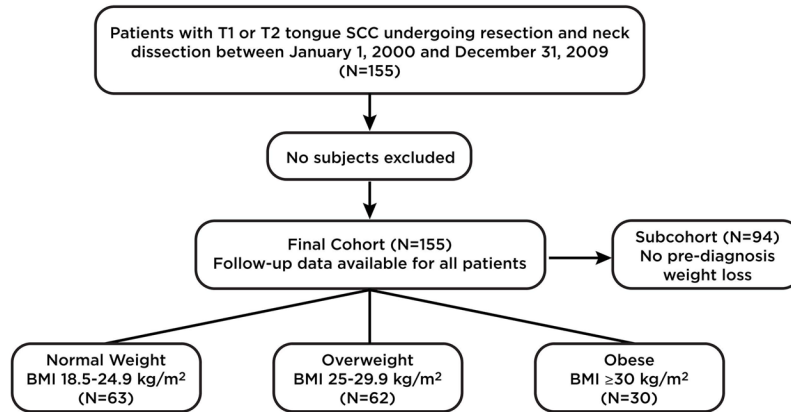 Patients with T1 or T2 tongue SCC undergoing resection and neck
dissection between January 1, 2000 and December 31, 2009
(N=155)
No subjects excluded
Final Cohort (N=155)
Follow-up data available for all patients
Subcohort (N=94)
No pre-diagnosis
weight loss
Normal Weight
BMI 18.5-24.9 kg/m²
(N=63)
Overweight
BMI 25-29.9 kg/m²
(N=62)
Obese
BMI ≥30 kg/m²
(N=30)